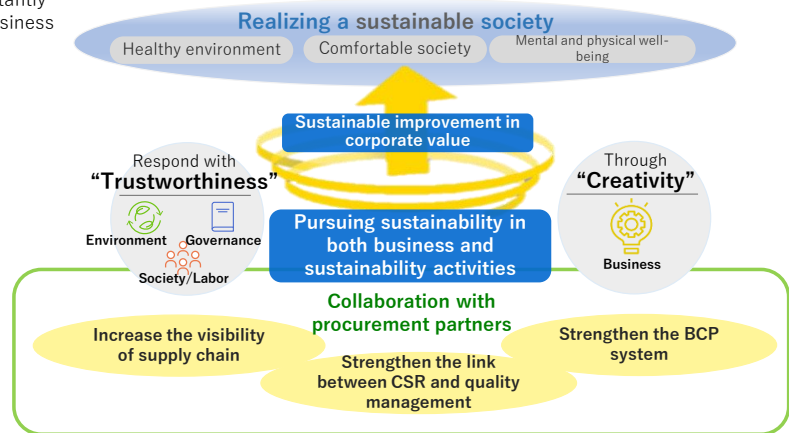 siness
Realizing a sustainable society
Healthy environment
Comfortable society
Mental and physical well-
being
Sustainable improvement in
corporate value
Respond with
“Trustworthiness”
Environment
Governance
Society/Labor
Through
“Creativity”
Business
Pursuing sustainability in
both business and
sustainability activities
Collaboration with
procurement partners
Increase the visibility
of supply chain
Strengthen the link
between CSR and quality
management
Strengthen the BCP
system